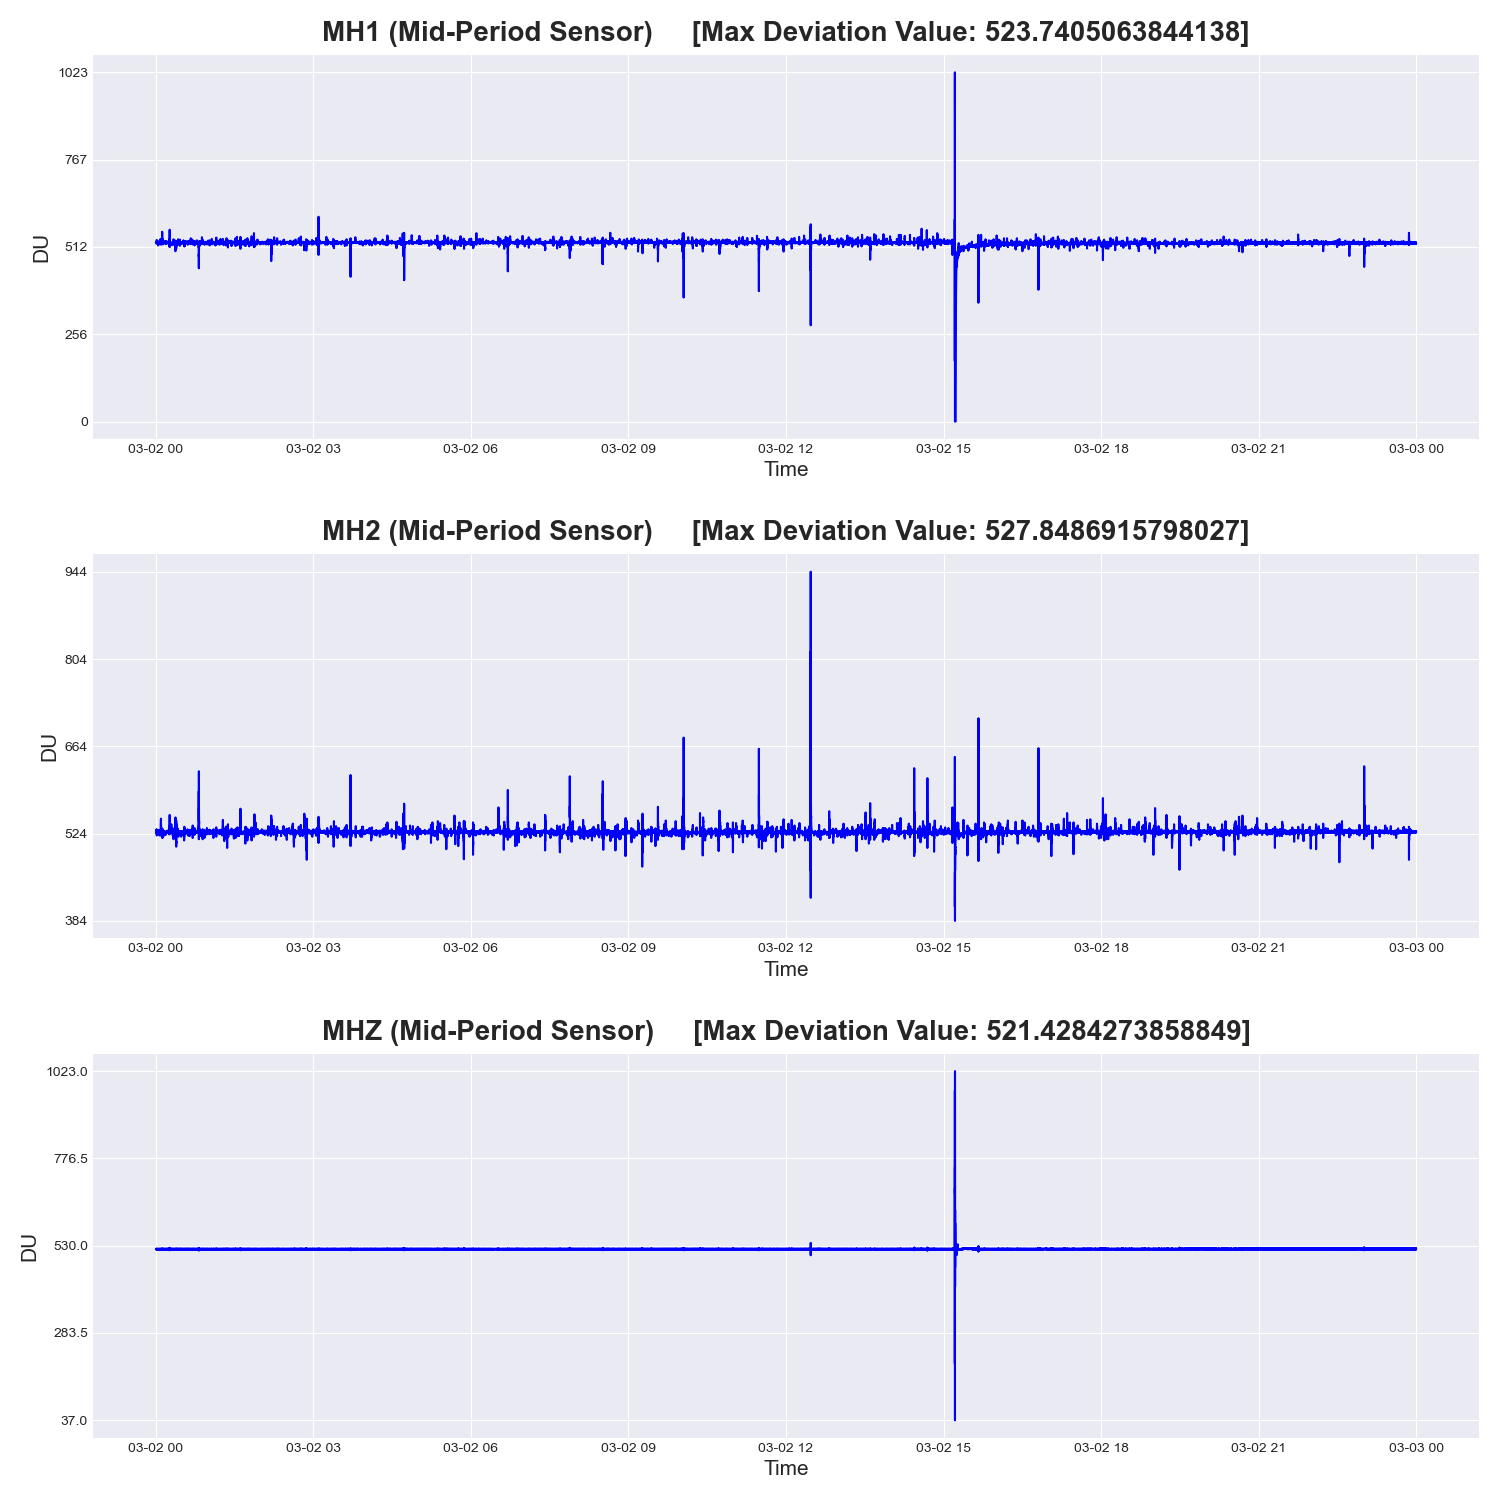 MH1 (Mid-Period Sensor) [Max Deviation Value: 523.7405063844138]
1023
767
512
256
0
DU
03-02 00 03-02 03 03-02 06 03-02 09 03-02 12 03-02 15 03-02 18 03-02 21 03-03 00
Time
MH2 (Mid-Period Sensor) [Max Deviation Value: 527.8486915798027]
944
804
664
524
384
DU
03-02 00 03-02 03 03-02 06 03-02 09 03-02 12 03-02 15 03-02 18 03-02 21 03-03 00
Time
MHZ (Mid-Period Sensor) [Max Deviation Value: 521.4284273858849]
1023.0
776.5
530.0
283.5
37.0
DU
03-02 00 03-02 03 03-02 06 03-02 09 03-02 12 03-02 15 03-02 18 03-02 21 03-03 00
Time